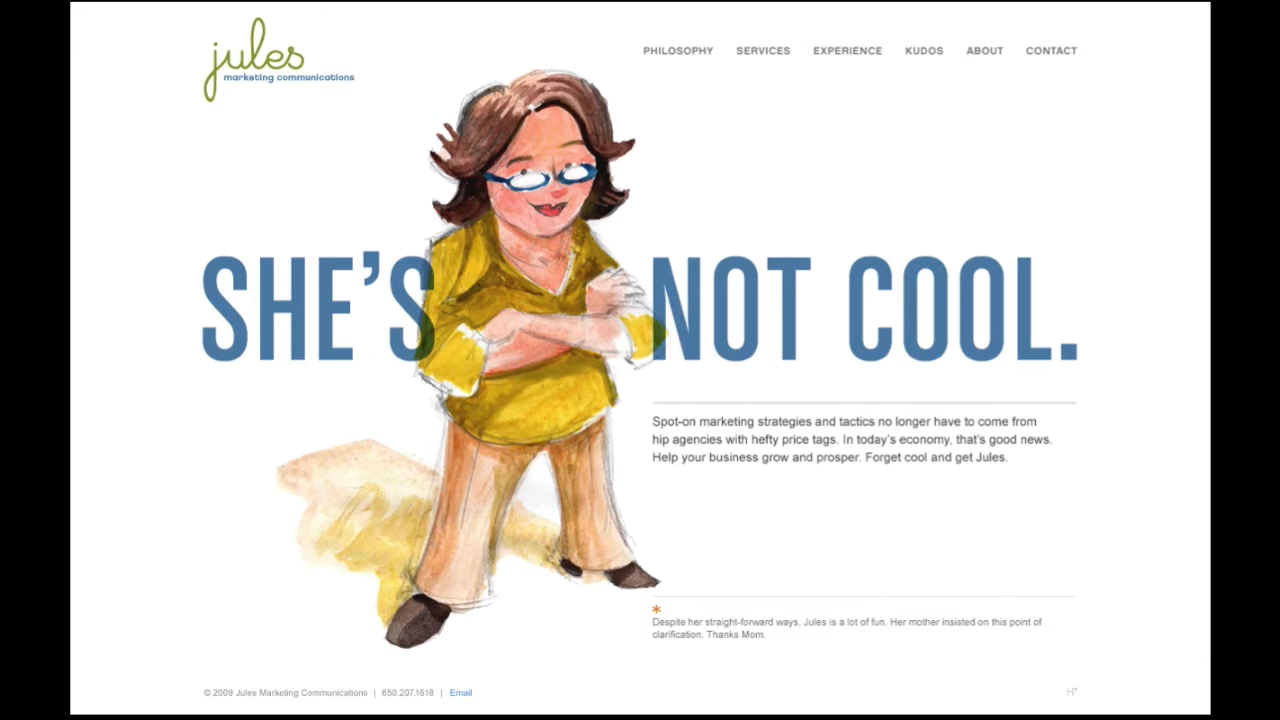 jules
marketing communications
PHILOSOPHY SERVICES EXPERIENCE KUDOS ABOUT CONTACT
SHE'S NOT COOL.
Spot-on marketing strategies and tactics no longer have to come from
hip agencies with hefty price tags. In today's economy, that's good news.
Help your business grow and prosper. Forget cool and get Jules.
*
Despite her straight-forward ways, Jules is a lot of fun. Her mother insisted on this point of
clarification. Thanks Mom.
© 2009 Jules Marketing Communications | 650.207.1618 | Email